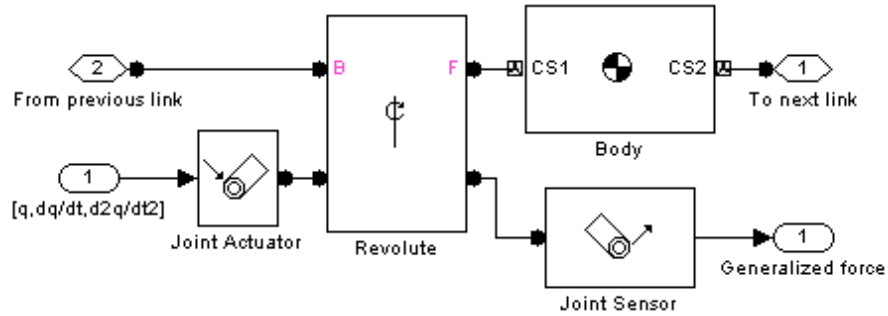 2
From previous link
B
F
CS1
CS2
Body
1
To next link
1
[q,dq/dt,d2q/dt2]
Joint Actuator
Revolute
Joint Sensor
1
Generalized force